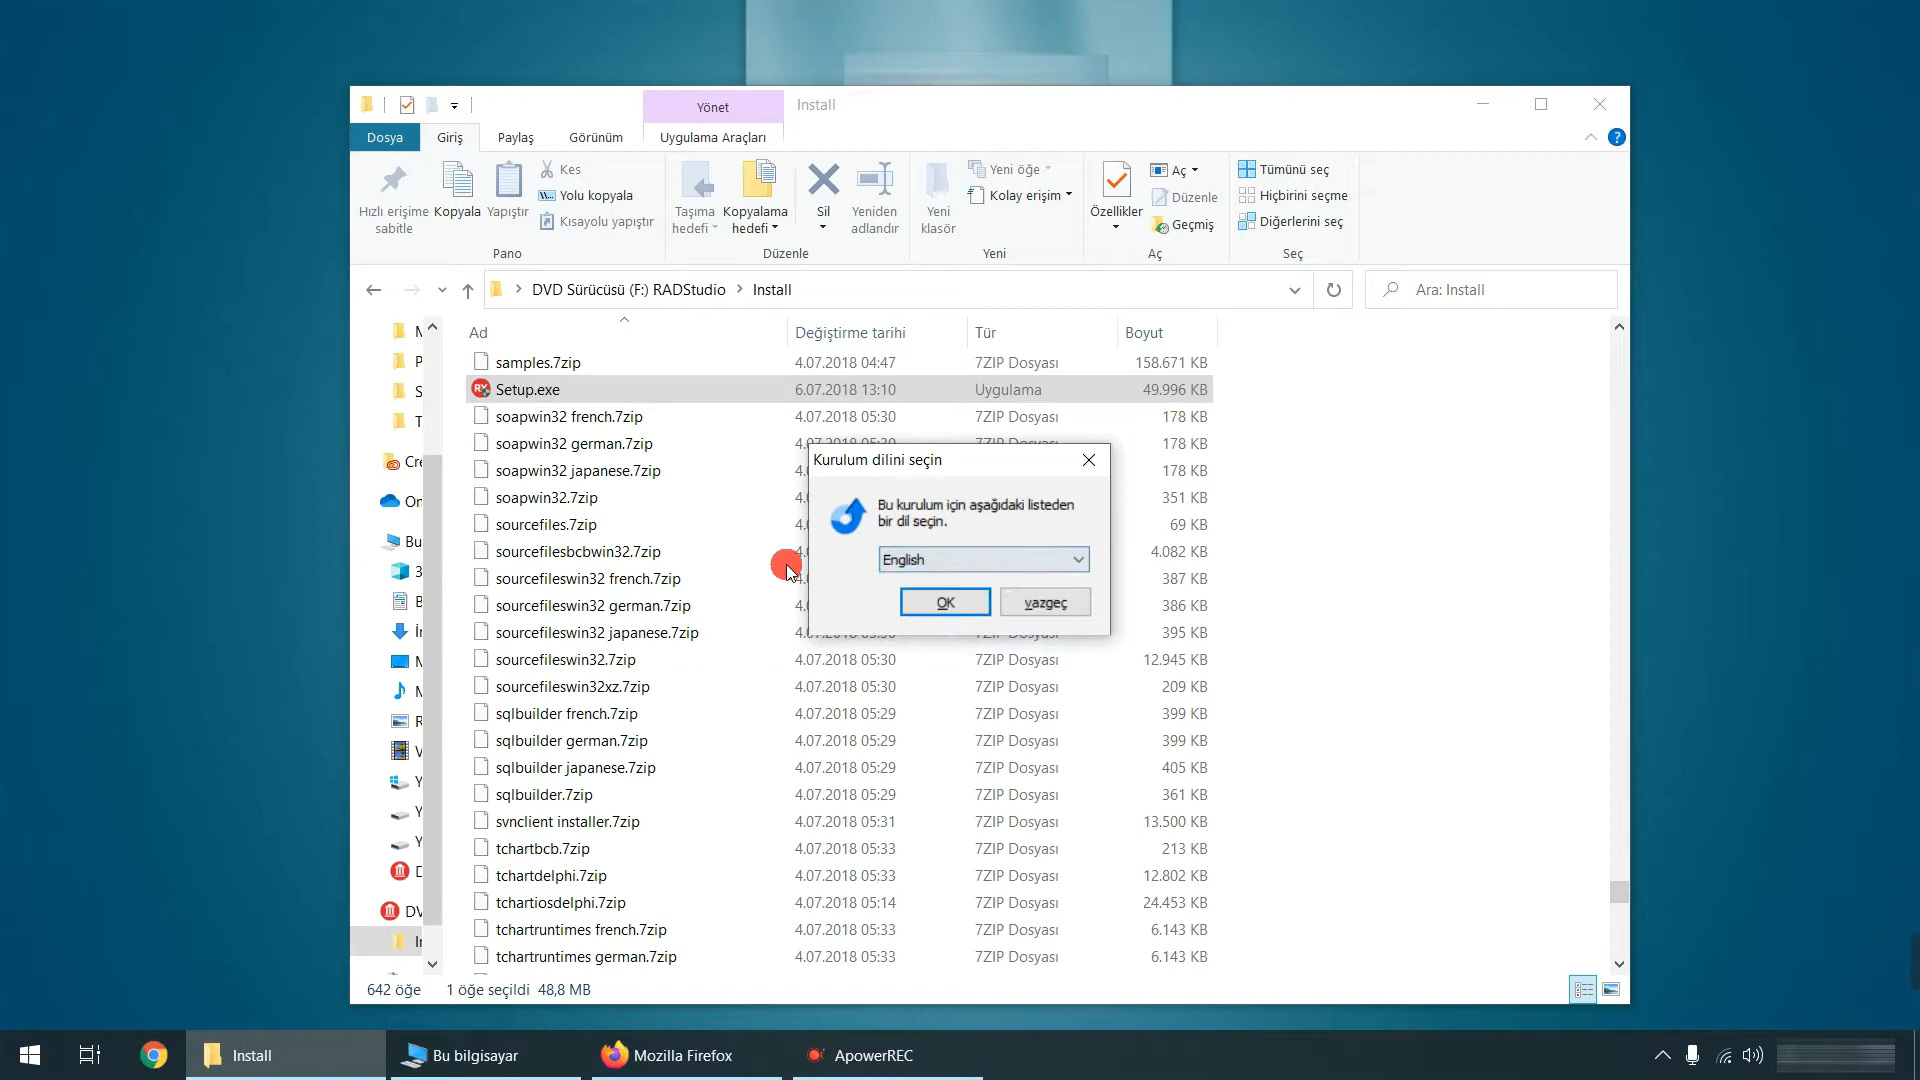 Yönet
Install
Dosya
Giriş
Paylaş
Görünüm
Uygulama Araçları
Hızlı erişime sabitle
Kopyala
Yapıştır
Kes
Yolu kopyala
Kısayolu yapıştır
Pano
Taşıma hedefi
Kopyalama hedefi
Sil
Yeniden adlandır
Düzenle
Yeni klasör
Yeni öğe
Kolay erişim
Yeni
Özellikler
Aç
Düzenle
Geçmiş
Aç
Tümünü seç
Hiçbirini seçme
Diğerlerini seç
Seç
DVD Sürücüsü (F:) RADStudio
Install
Ara: Install
Ad
Değiştirme tarihi
Tür
Boyut
samples.7zip 4.07.2018 04:47 7ZIP Dosyası 158.671 KB
Setup.exe 6.07.2018 13:10 Uygulama 49.996 KB
soapwin32 french.7zip 4.07.2018 05:30 7ZIP Dosyası 178 KB
soapwin32 german.7zip 178 KB
soapwin32 japanese.7zip 178 KB
soapwin32.7zip 351 KB
sourcefiles.7zip 69 KB
sourcefilesbcbwin32.7zip 4.082 KB
sourcefileswin32 french.7zip 387 KB
sourcefileswin32 german.7zip 386 KB
sourcefileswin32 japanese.7zip 395 KB
sourcefileswin32.7zip 4.07.2018 05:30 7ZIP Dosyası 12.945 KB
sourcefileswin32xz.7zip 4.07.2018 05:30 7ZIP Dosyası 209 KB
sqlbuilder french.7zip 4.07.2018 05:29 7ZIP Dosyası 399 KB
sqlbuilder german.7zip 4.07.2018 05:29 7ZIP Dosyası 399 KB
sqlbuilder japanese.7zip 4.07.2018 05:29 7ZIP Dosyası 405 KB
sqlbuilder.7zip 4.07.2018 05:29 7ZIP Dosyası 361 KB
svnclient installer.7zip 4.07.2018 05:31 7ZIP Dosyası 13.500 KB
tchartbcb.7zip 4.07.2018 05:33 7ZIP Dosyası 213 KB
tchartdelphi.7zip 4.07.2018 05:33 7ZIP Dosyası 12.802 KB
tchartiosdelphi.7zip 4.07.2018 05:14 7ZIP Dosyası 24.453 KB
tchartruntimes french.7zip 4.07.2018 05:33 7ZIP Dosyası 6.143 KB
tchartruntimes german.7zip 4.07.2018 05:33 7ZIP Dosyası 6.143 KB
Kurulum dilini seçin
Bu kurulum için aşağıdaki listeden
bir dil seçin.
English
OK
vazgeç
642 öğe 1 öğe seçildi 48,8 MB
Install
Bu bilgisayar
Mozilla Firefox
ApowerREC